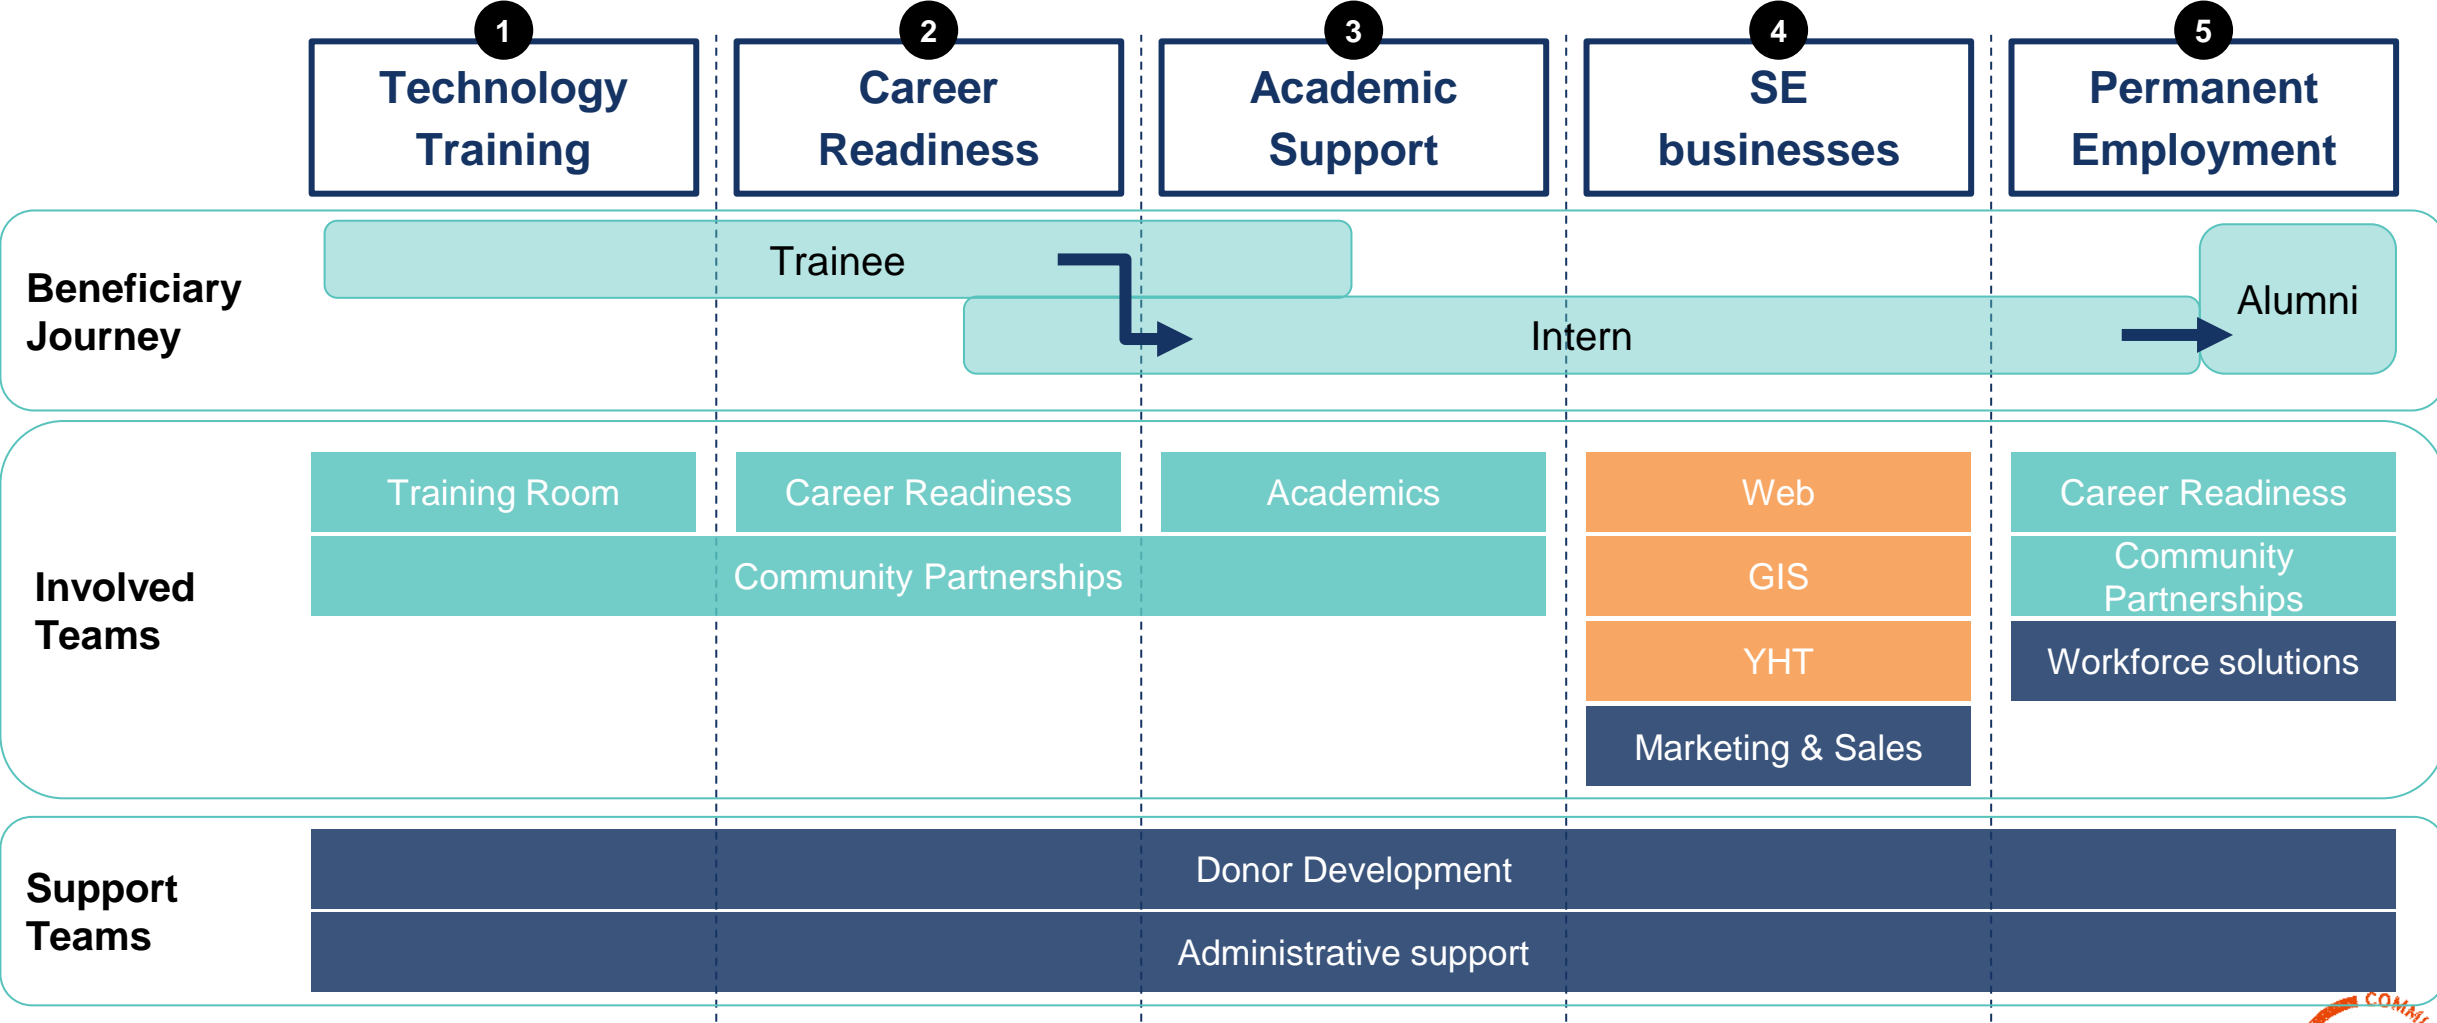 1
Technology
Training
2
Career
Readiness
3
Academic
Support
4
SE
businesses
5
Permanent
Employment
Beneficiary
Journey
Trainee
Intern
Alumni
Involved
Teams
Training Room
Career Readiness
Academics
Web
Career Readiness
Community Partnerships
GIS
Community
Partnerships
YHT
Workforce solutions
Marketing & Sales
Support
Teams
Donor Development
Administrative support